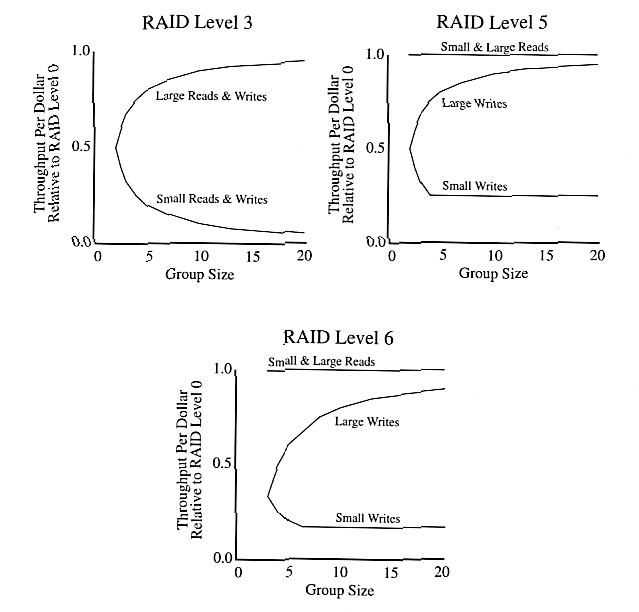 RAID Level 3
Throughput Per Dollar
Relative to RAID Level 0
1.0
0.5
0.0
Large Reads & Writes
Small Reads & Writes
0
5
10
15
20
Group Size
RAID Level 5
Throughput Per Dollar
Relative to RAID Level 0
1.0
0.5
0.0
Small & Large Reads
Large Writes
Small Writes
0
5
10
15
20
Group Size
RAID Level 6
Throughput Per Dollar
Relative to RAID Level 0
1.0
0.5
0.0
Small & Large Reads
Large Writes
Small Writes
0
5
10
15
20
Group Size